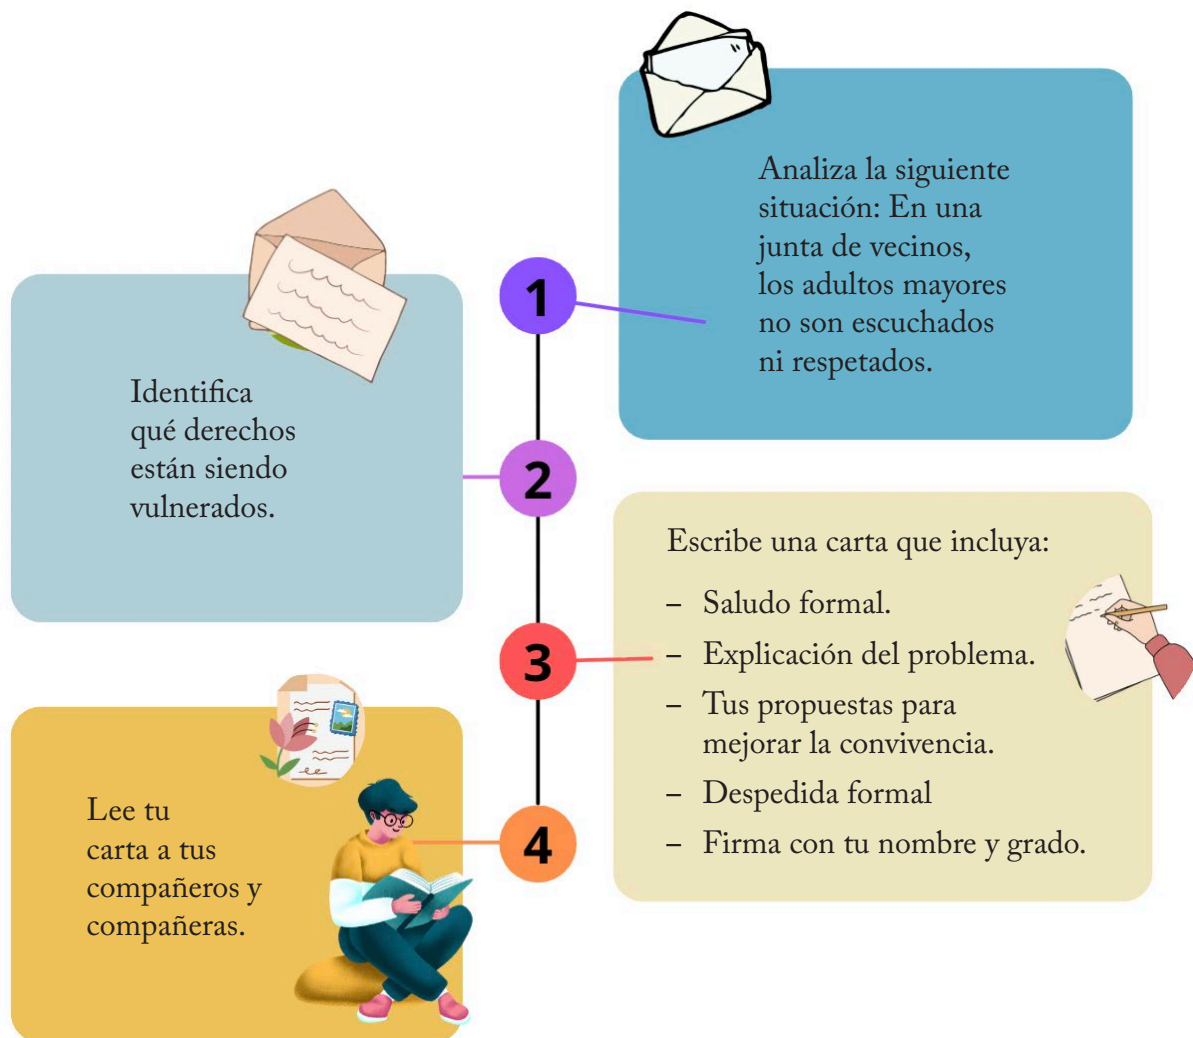 1
Analiza la siguiente
situación: En una
junta de vecinos,
los adultos mayores
no son escuchados
ni respetados.
2
Identifica
qué derechos
están siendo
vulnerados.
3
Escribe una carta que incluya:
– Saludo formal.
– Explicación del problema.
– Tus propuestas para
mejorar la convivencia.
– Despedida formal
– Firma con tu nombre y grado.
4
Lee tu
carta a tus
compañeros y
compañeras.